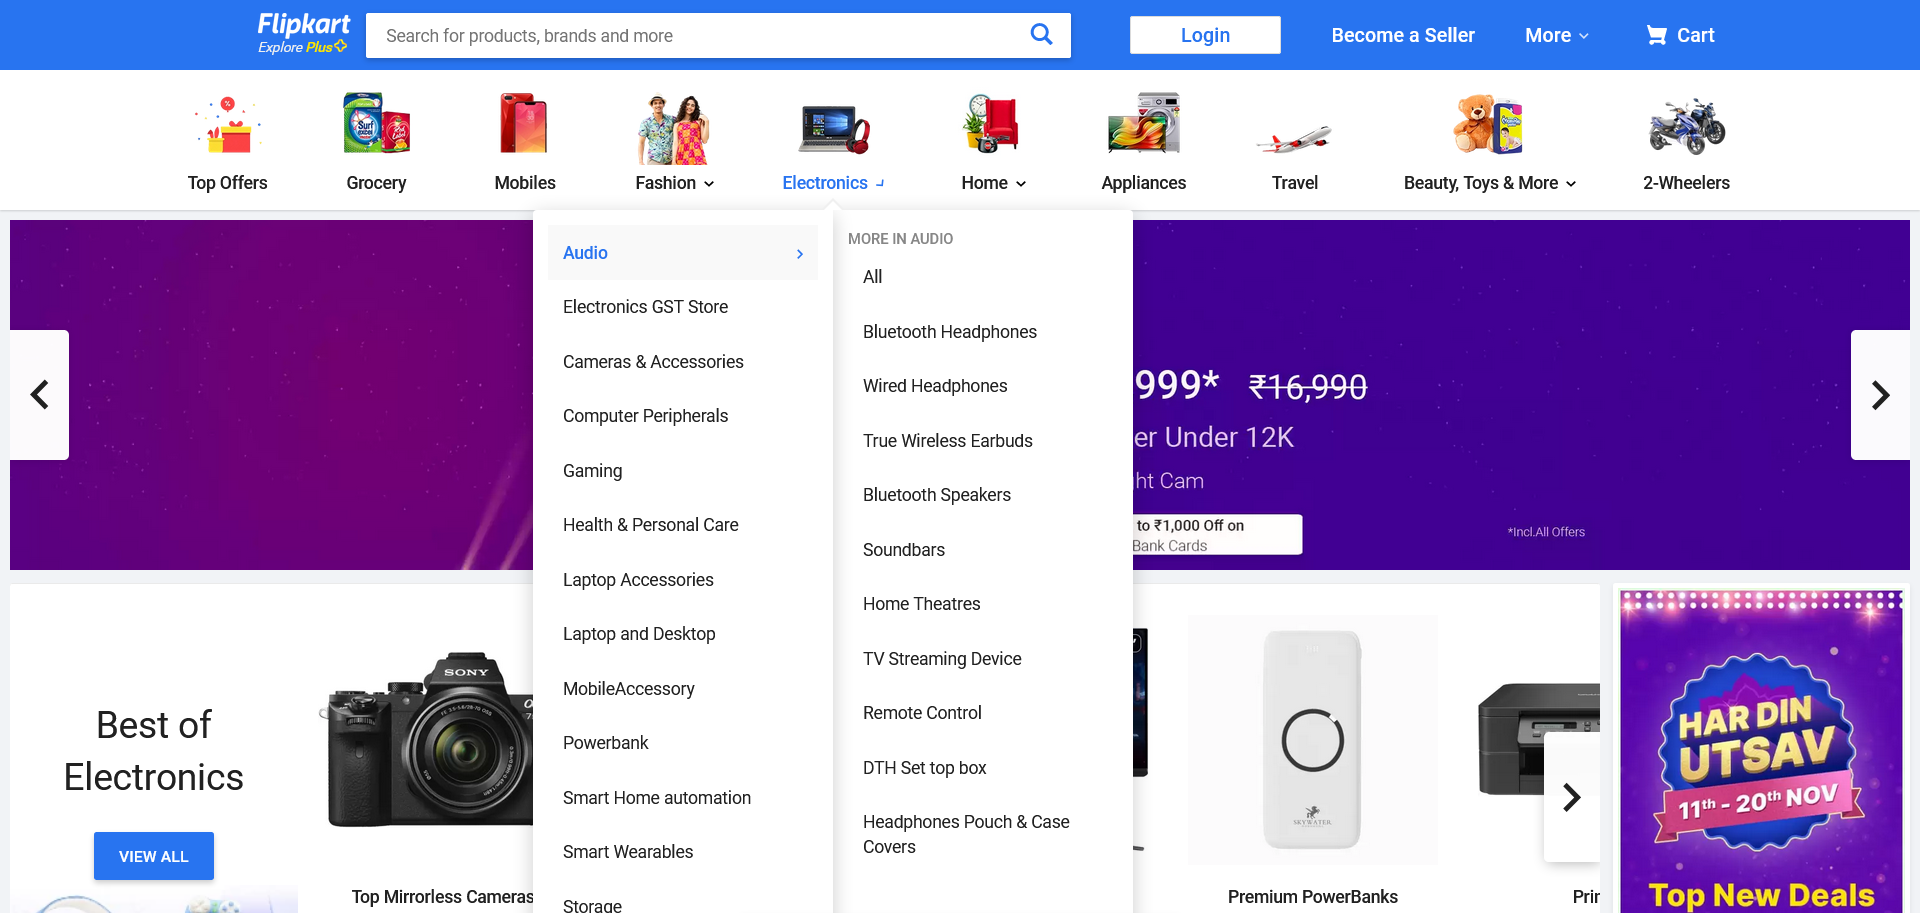 Flipkart
Explore Plus
Search for products, brands and more
Login
Become a Seller
More
Cart
Top Offers
Grocery
Mobiles
Fashion
Electronics
Home
Appliances
Travel
Beauty, Toys & More
2-Wheelers
Audio
Electronics GST Store
Cameras & Accessories
Computer Peripherals
Gaming
Health & Personal Care
Laptop Accessories
Laptop and Desktop
MobileAccessory
Powerbank
Smart Home automation
Smart Wearables
Storage
MORE IN AUDIO
All
Bluetooth Headphones
Wired Headphones
True Wireless Earbuds
Bluetooth Speakers
Soundbars
Home Theatres
TV Streaming Device
Remote Control
DTH Set top box
Headphones Pouch & Case
Covers
999* ₹16,990
er Under 12K
ht Cam
to ₹1,000 Off on
Bank Cards
*Incl.All Offers
Best of
Electronics
VIEW ALL
SONY
Top Mirrorless Cameras
SKYWATER
Premium PowerBanks
Prin
HAR DIN
UTSAV
11th - 20th NOV
Top New Deals